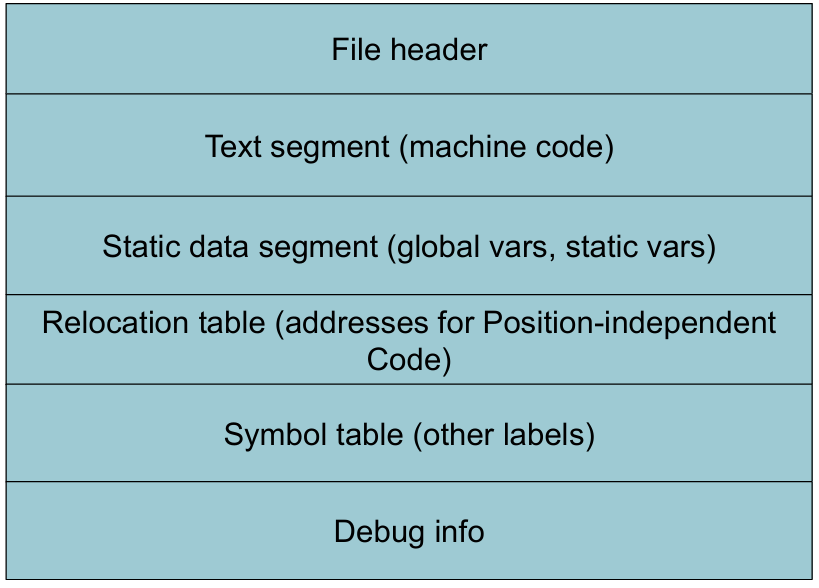 File header
Text segment (machine code)
Static data segment (global vars, static vars)
Relocation table (addresses for Position-independent
Code)
Symbol table (other labels)
Debug info